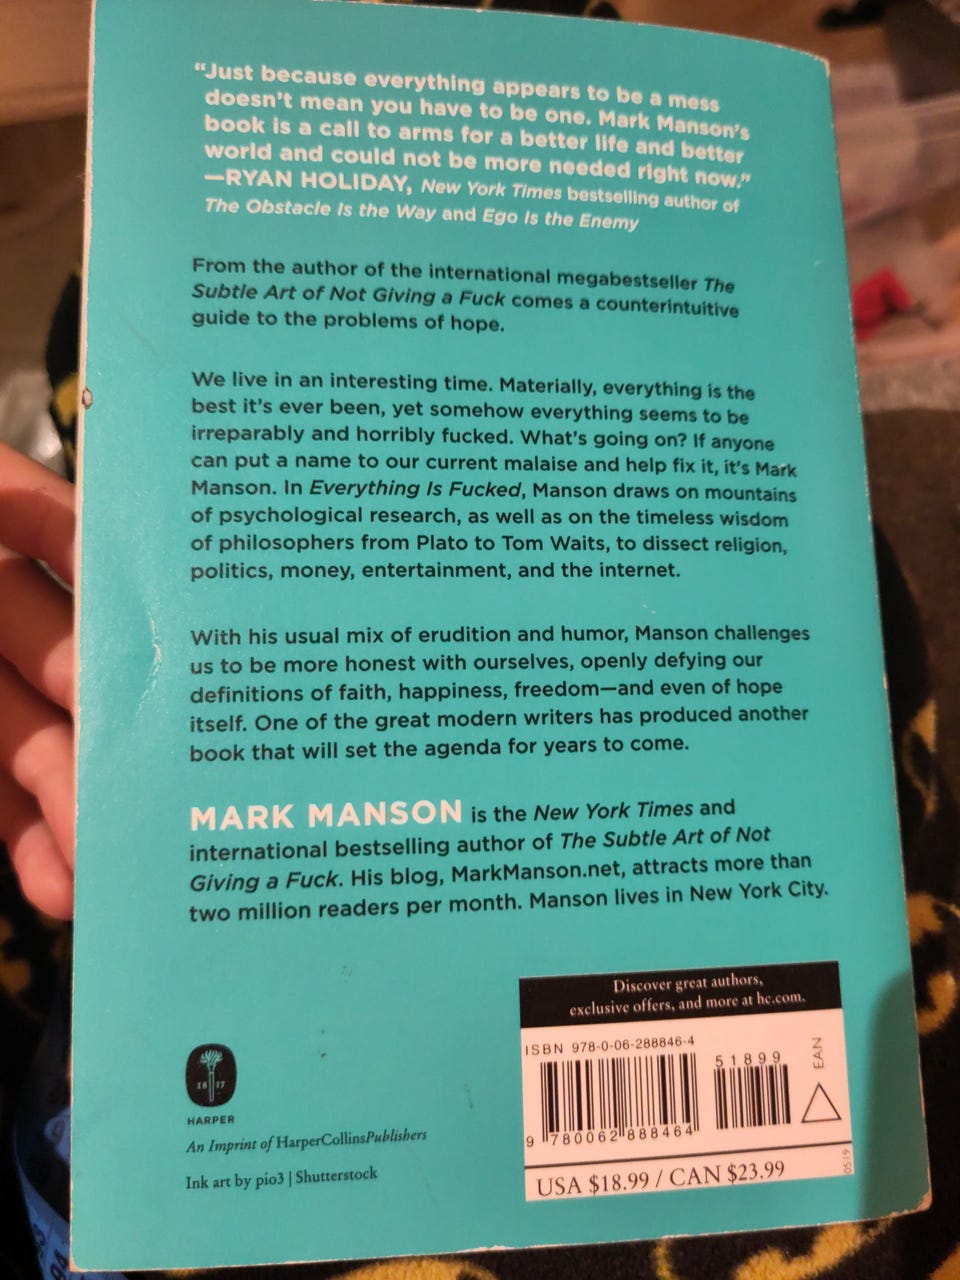 “Just because everything appears to be a mess
doesn’t mean you have to be one. Mark Manson’s
book is a call to arms for a better life and better
world and could not be more needed right now.”
—RYAN HOLIDAY, New York Times bestselling author of
The Obstacle Is the Way and Ego Is the Enemy
From the author of the international megabestseller The
Subtle Art of Not Giving a Fuck comes a counterintuitive
guide to the problems of hope.
We live in an interesting time. Materially, everything is the
best it’s ever been, yet somehow everything seems to be
irreparably and horribly fucked. What’s going on? If anyone
can put a name to our current malaise and help fix it, it’s Mark
Manson. In Everything Is Fucked, Manson draws on mountains
of psychological research, as well as on the timeless wisdom
of philosophers from Plato to Tom Waits, to dissect religion,
politics, money, entertainment, and the internet.
With his usual mix of erudition and humor, Manson challenges
us to be more honest with ourselves, openly defying our
definitions of faith, happiness, freedom—and even of hope
itself. One of the great modern writers has produced another
book that will set the agenda for years to come.
MARK MANSON is the New York Times and
international bestselling author of The Subtle Art of Not
Giving a Fuck. His blog, MarkManson.net, attracts more than
two million readers per month. Manson lives in New York City.
Discover great authors,
exclusive offers, and more at hc.com.
ISBN 978-0-06-288846-4
51899
EAN
9 780062 888464
0519
USA $18.99 / CAN $23.99
1817
HARPER
An Imprint of HarperCollinsPublishers
Ink art by pio3 | Shutterstock